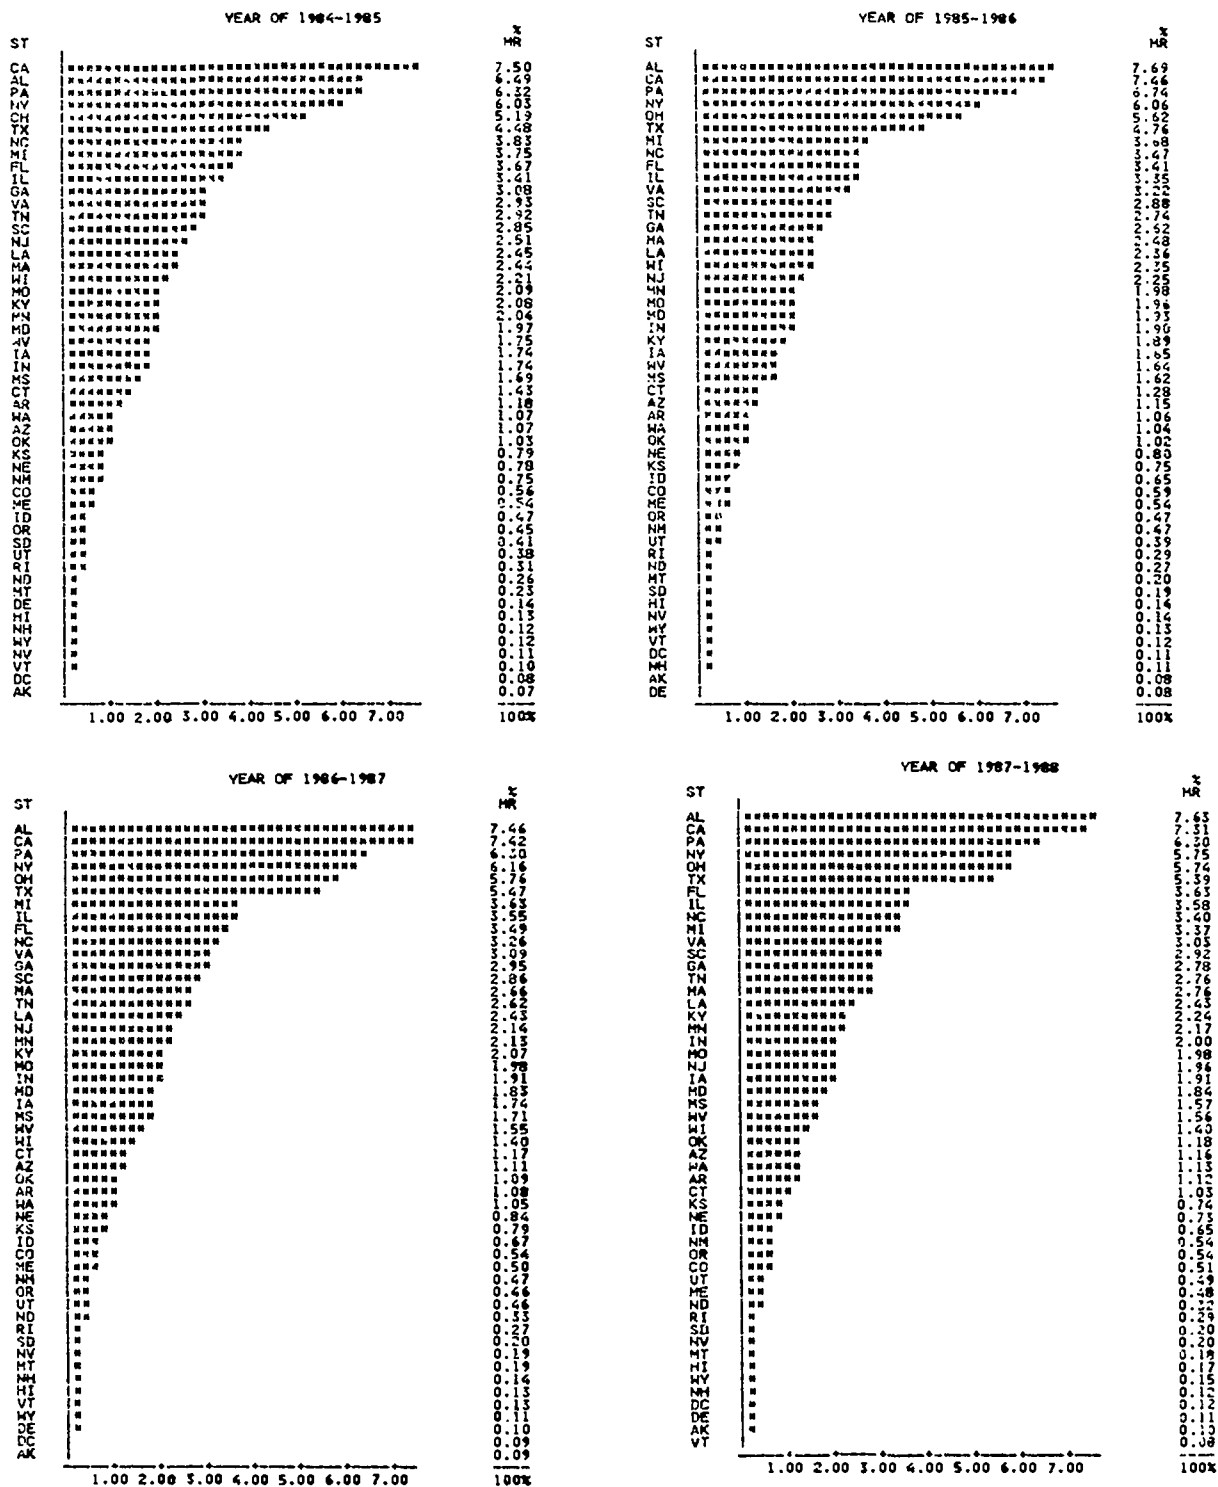 YEAR OF 1984-1985
%
ST MR
CA 7.50
AL 6.49
PA 6.32
NY 6.03
OH 5.19
TX 4.48
NC 3.83
MI 3.75
FL 3.67
IL 3.41
GA 3.08
VA 2.93
TN 2.92
SC 2.85
NJ 2.51
LA 2.45
MA 2.44
WI 2.21
MO 2.09
KY 2.08
MN 2.04
MD 1.97
WV 1.75
IA 1.74
IN 1.74
MS 1.69
CT 1.43
AR 1.18
WA 1.07
AZ 1.07
OK 1.03
KS 0.79
NE 0.78
NM 0.75
CO 0.56
ME 0.54
ID 0.47
OR 0.45
SD 0.41
UT 0.38
RI 0.31
ND 0.26
MT 0.23
DE 0.14
HI 0.13
NH 0.12
WY 0.12
NV 0.11
VT 0.10
DC 0.08
AK 0.07
1.00 2.00 3.00 4.00 5.00 6.00 7.00 100%
YEAR OF 1985-1986
%
ST MR
AL 7.69
CA 7.46
PA 6.74
NY 6.06
OH 5.62
TX 4.76
MI 3.68
NC 3.47
FL 3.41
IL 3.35
VA 3.22
SC 2.88
TN 2.74
GA 2.62
MA 2.48
LA 2.36
WI 2.35
NJ 2.25
MN 1.98
MO 1.96
MD 1.93
IN 1.90
KY 1.89
IA 1.65
WV 1.64
MS 1.62
CT 1.28
AZ 1.15
AR 1.06
WA 1.04
OK 1.02
NE 0.80
KS 0.75
ID 0.65
CO 0.59
ME 0.54
OR 0.47
NM 0.47
UT 0.39
RI 0.29
ND 0.27
MT 0.20
SD 0.19
HI 0.14
NV 0.14
WY 0.13
VT 0.12
DC 0.11
NH 0.11
AK 0.08
DE 0.08
1.00 2.00 3.00 4.00 5.00 6.00 7.00 100%
YEAR OF 1986-1987
%
ST MR
AL 7.46
CA 7.42
PA 6.30
NY 6.16
OH 5.76
TX 5.47
MI 3.63
IL 3.55
FL 3.49
NC 3.26
VA 3.09
GA 2.95
SC 2.86
MA 2.66
TN 2.62
LA 2.43
NJ 2.14
MN 2.13
KY 2.07
MO 1.98
IN 1.91
MD 1.83
IA 1.74
MS 1.71
WV 1.55
WI 1.40
CT 1.17
AZ 1.11
OK 1.09
AR 1.08
WA 1.05
NE 0.84
KS 0.79
ID 0.67
CO 0.54
ME 0.50
NM 0.47
OR 0.46
UT 0.46
ND 0.33
RI 0.27
SD 0.20
NV 0.19
MT 0.19
NH 0.14
HI 0.13
VT 0.13
WY 0.11
DE 0.10
DC 0.09
AK 0.09
1.00 2.00 3.00 4.00 5.00 6.00 7.00 100%
YEAR OF 1987-1988
%
ST MR
AL 7.63
CA 7.31
PA 6.30
NY 5.75
OH 5.74
TX 5.39
FL 3.63
IL 3.58
NC 3.40
MI 3.37
VA 3.03
SC 2.92
GA 2.78
TN 2.76
MA 2.76
LA 2.43
KY 2.24
MN 2.17
IN 2.00
MO 1.98
NJ 1.96
IA 1.91
MD 1.84
MS 1.57
WV 1.56
WI 1.40
OK 1.18
AZ 1.16
WA 1.13
AR 1.12
CT 1.03
KS 0.74
NE 0.73
ID 0.65
NM 0.54
OR 0.54
CO 0.51
UT 0.49
ME 0.48
ND 0.32
RI 0.29
SD 0.20
NV 0.20
MT 0.18
HI 0.17
WY 0.15
NH 0.12
DC 0.12
DE 0.11
AK 0.10
VT 0.08
1.00 2.00 3.00 4.00 5.00 6.00 7.00 100%